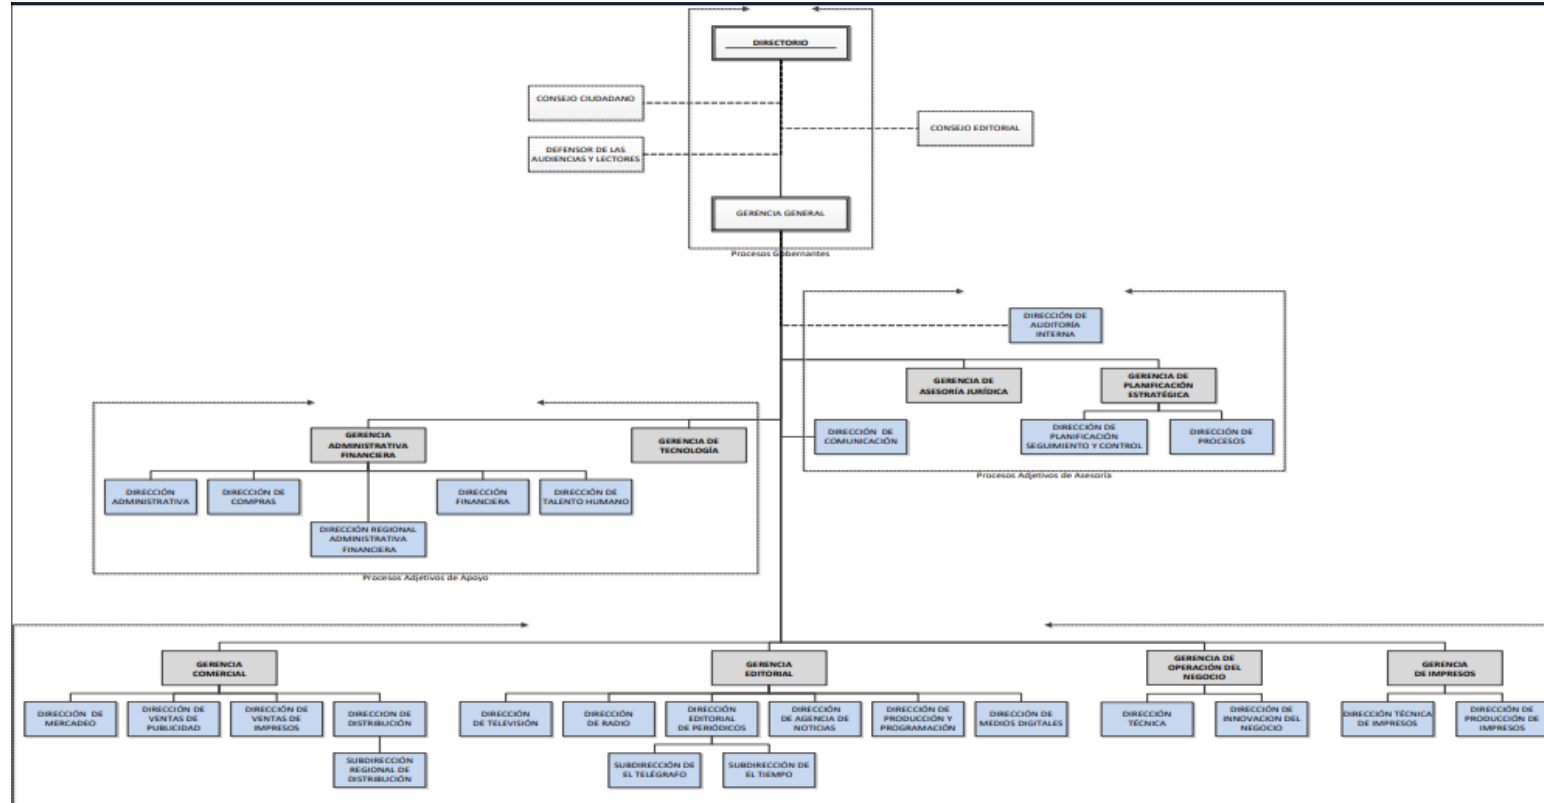 DIRECTORIO
CONSEJO CIUDADANO
CONSEJO EDITORIAL
DEFENSOR DE LAS
AUDIENCIAS Y LECTORES
GERENCIA GENERAL
Procesos Gobernantes
DIRECCIÓN DE
AUDITORÍA
INTERNA
GERENCIA DE
ASESORÍA JURÍDICA
GERENCIA DE
PLANIFICACIÓN
ESTRATÉGICA
DIRECCIÓN DE
COMUNICACIÓN
DIRECCIÓN DE
PLANIFICACIÓN
SEGUIMIENTO Y CONTROL
DIRECCIÓN DE
PROCESOS
Procesos Adjetivos de Asesoría
GERENCIA
ADMINISTRATIVA
FINANCIERA
GERENCIA DE
TECNOLOGÍA
DIRECCIÓN
ADMINISTRATIVA
DIRECCIÓN DE
COMPRAS
DIRECCIÓN
FINANCIERA
DIRECCIÓN DE
TALENTO HUMANO
DIRECCIÓN REGIONAL
ADMINISTRATIVA
FINANCIERA
Procesos Adjetivos de Apoyo
GERENCIA
COMERCIAL
GERENCIA
EDITORIAL
GERENCIA DE
OPERACIÓN DEL
NEGOCIO
GERENCIA
DE IMPRESOS
DIRECCIÓN DE
MERCADEO
DIRECCIÓN DE
VENTAS DE
PUBLICIDAD
DIRECCIÓN DE
VENTAS DE
IMPRESOS
DIRECCION DE
DISTRIBUCIÓN
DIRECCIÓN
DE TELEVISIÓN
DIRECCIÓN
DE RADIO
DIRECCIÓN
EDITORIAL
DE PERIÓDICOS
DIRECCIÓN
DE AGENCIA DE
NOTICIAS
DIRECCIÓN DE
PRODUCCIÓN Y
PROGRAMACIÓN
DIRECCIÓN DE
MEDIOS DIGITALES
DIRECCIÓN
TÉCNICA
DIRECCIÓN DE
INNOVACION DEL
NEGOCIO
DIRECCIÓN TÉCNICA
DE IMPRESOS
DIRECCIÓN DE
PRODUCCIÓN DE
IMPRESOS
SUBDIRECCIÓN
REGIONAL DE
DISTRIBUCIÓN
SUBDIRECCIÓN DE
EL TELÉGRAFO
SUBDIRECCIÓN DE
EL TIEMPO